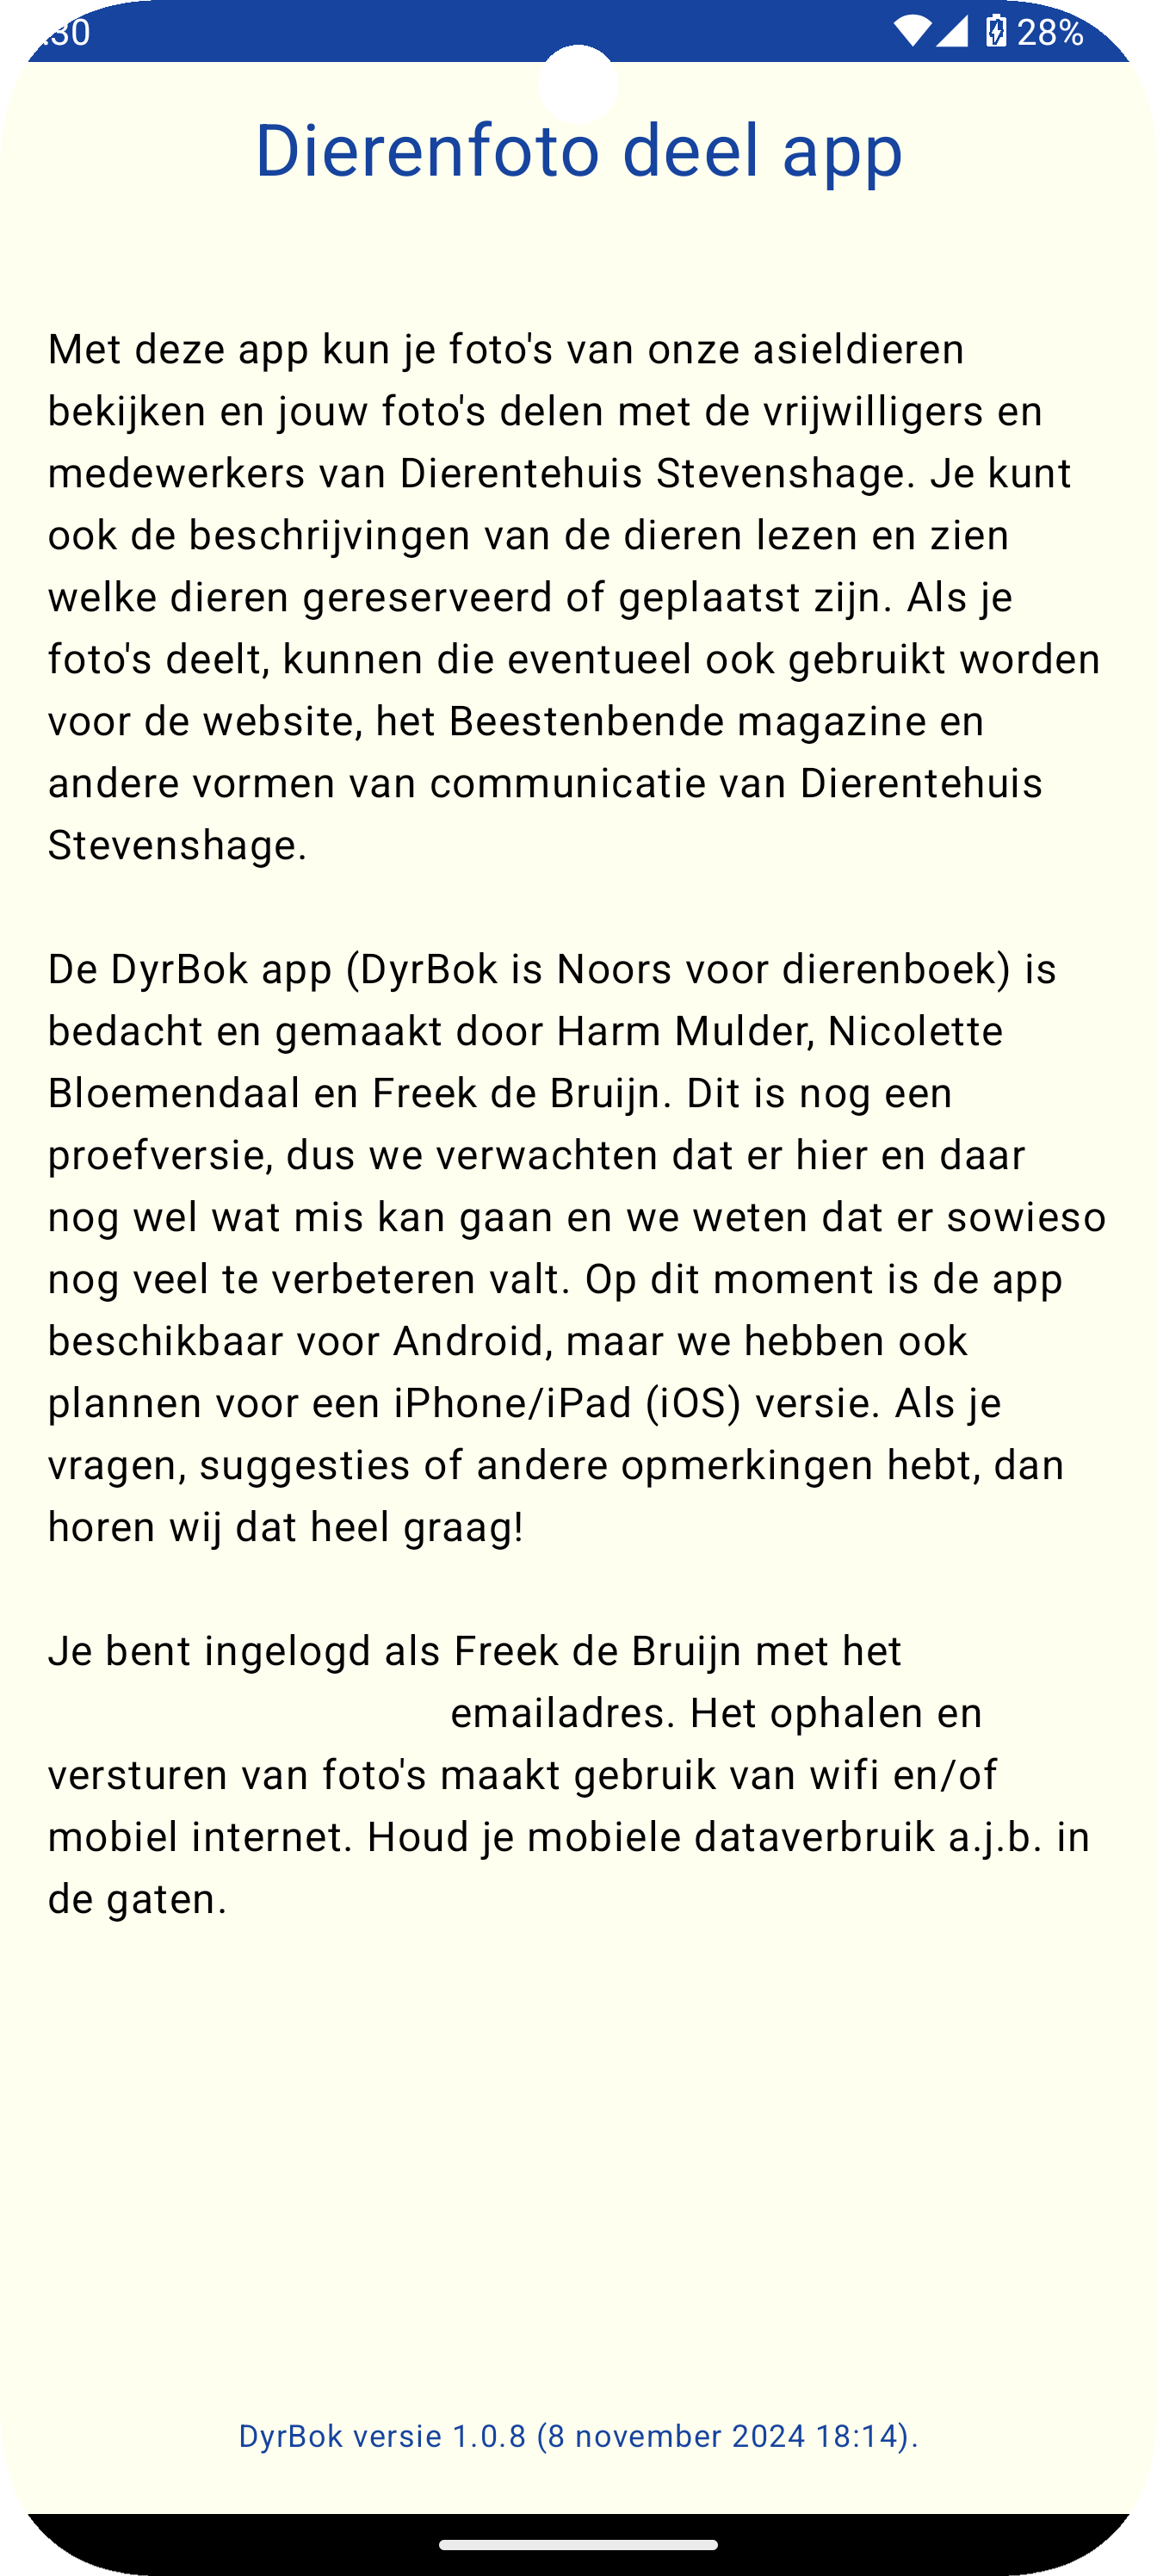 :30
28%
Dierenfoto deel app
Met deze app kun je foto's van onze asieldieren
bekijken en jouw foto's delen met de vrijwilligers en
medewerkers van Dierentehuis Stevenshage. Je kunt
ook de beschrijvingen van de dieren lezen en zien
welke dieren gereserveerd of geplaatst zijn. Als je
foto's deelt, kunnen die eventueel ook gebruikt worden
voor de website, het Beestenbende magazine en
andere vormen van communicatie van Dierentehuis
Stevenshage.
De DyrBok app (DyrBok is Noors voor dierenboek) is
bedacht en gemaakt door Harm Mulder, Nicolette
Bloemendaal en Freek de Bruijn. Dit is nog een
proefversie, dus we verwachten dat er hier en daar
nog wel wat mis kan gaan en we weten dat er sowieso
nog veel te verbeteren valt. Op dit moment is de app
beschikbaar voor Android, maar we hebben ook
plannen voor een iPhone/iPad (iOS) versie. Als je
vragen, suggesties of andere opmerkingen hebt, dan
horen wij dat heel graag!
Je bent ingelogd als Freek de Bruijn met het
emailadres. Het ophalen en
versturen van foto's maakt gebruik van wifi en/of
mobiel internet. Houd je mobiele dataverbruik a.j.b. in
de gaten.
DyrBok versie 1.0.8 (8 november 2024 18:14).